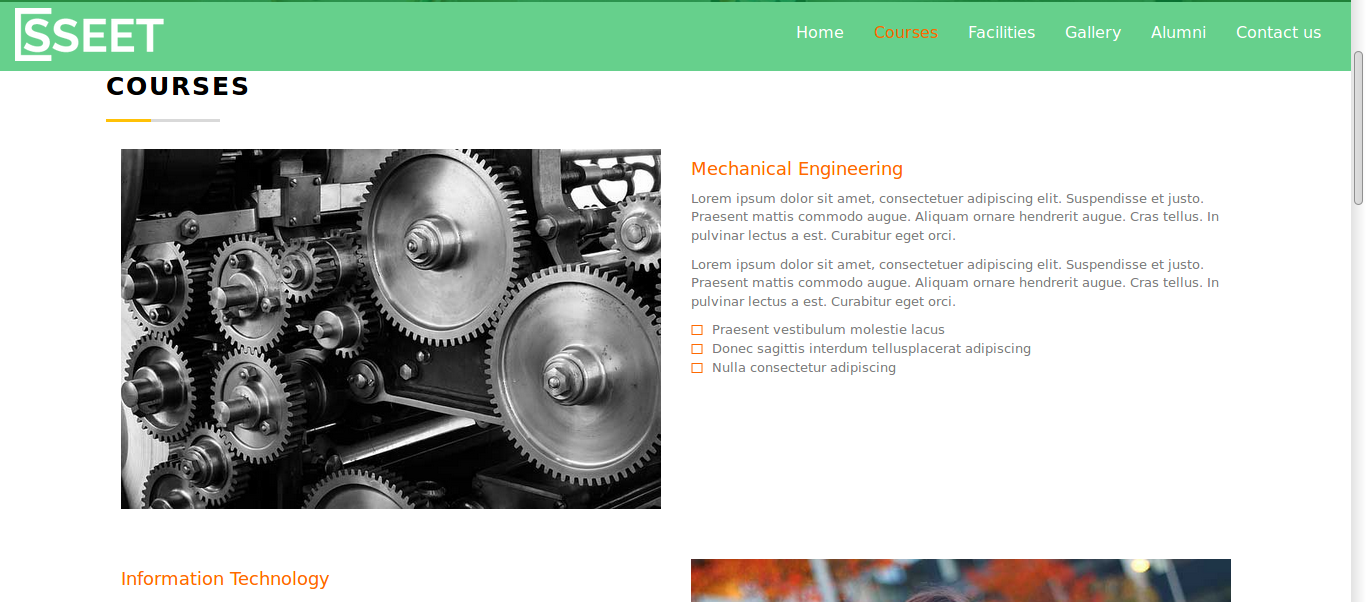 SSEET
Home Courses Facilities Gallery Alumni Contact us
COURSES
Mechanical Engineering
Lorem ipsum dolor sit amet, consectetuer adipiscing elit. Suspendisse et justo.
Praesent mattis commodo augue. Aliquam ornare hendrerit augue. Cras tellus. In
pulvinar lectus a est. Curabitur eget orci.
Lorem ipsum dolor sit amet, consectetuer adipiscing elit. Suspendisse et justo.
Praesent mattis commodo augue. Aliquam ornare hendrerit augue. Cras tellus. In
pulvinar lectus a est. Curabitur eget orci.
Praesent vestibulum molestie lacus
Donec sagittis interdum tellusplacerat adipiscing
Nulla consectetur adipiscing
Information Technology